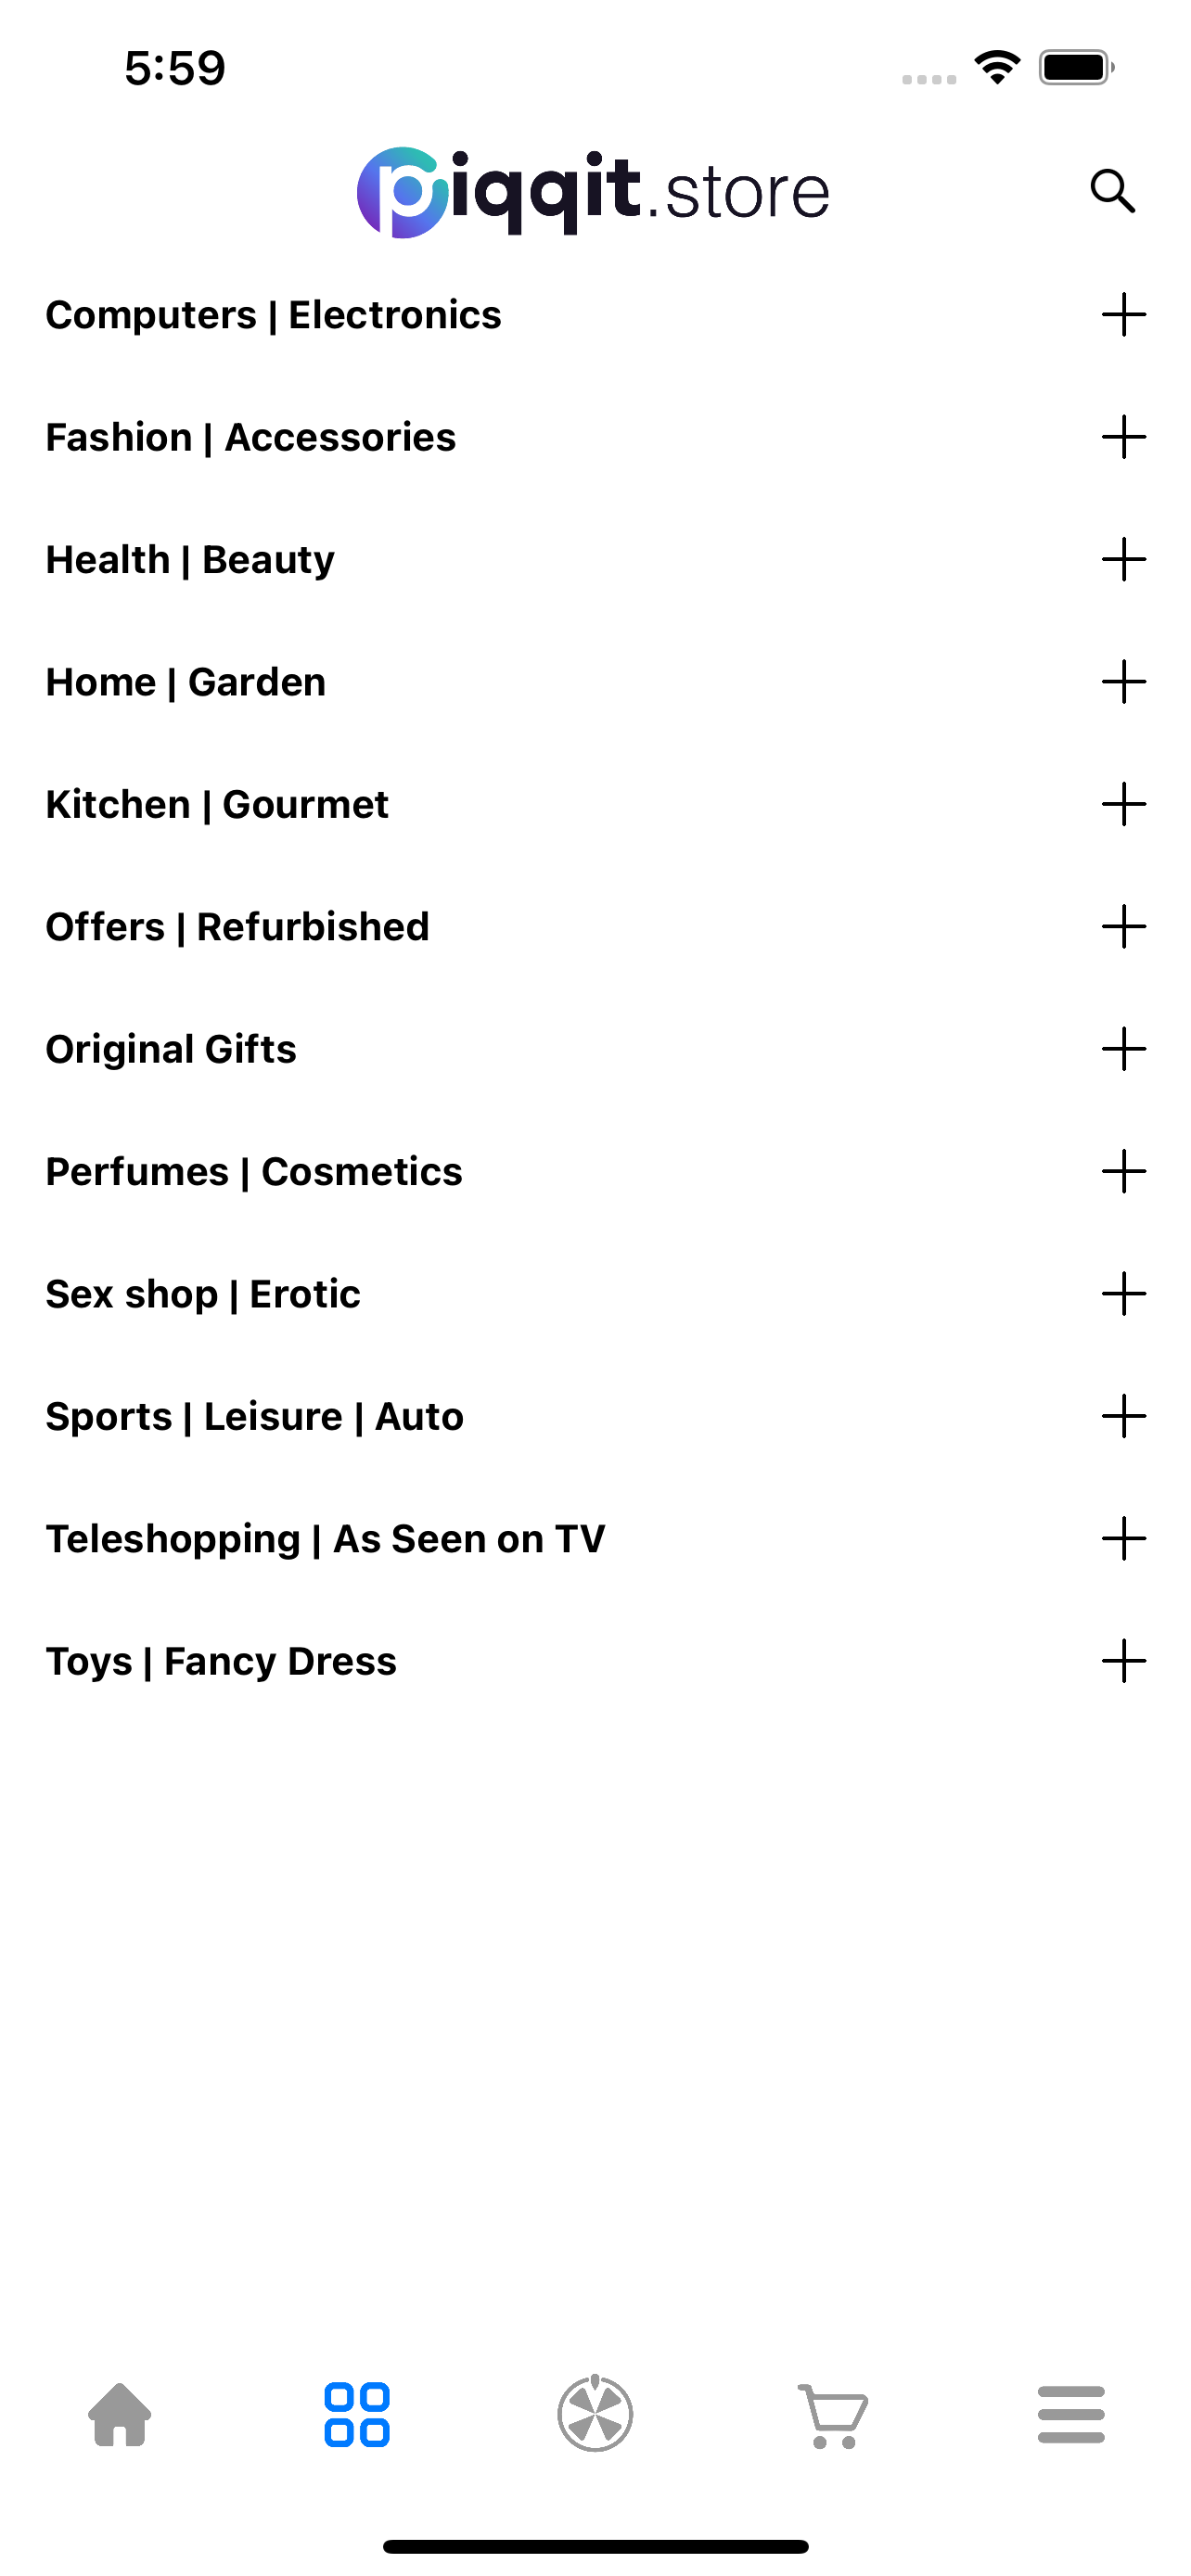 5:59
piqqit.store
Computers | Electronics
Fashion | Accessories
Health | Beauty
Home | Garden
Kitchen | Gourmet
Offers | Refurbished
Original Gifts
Perfumes | Cosmetics
Sex shop | Erotic
Sports | Leisure | Auto
Teleshopping | As Seen on TV
Toys | Fancy Dress